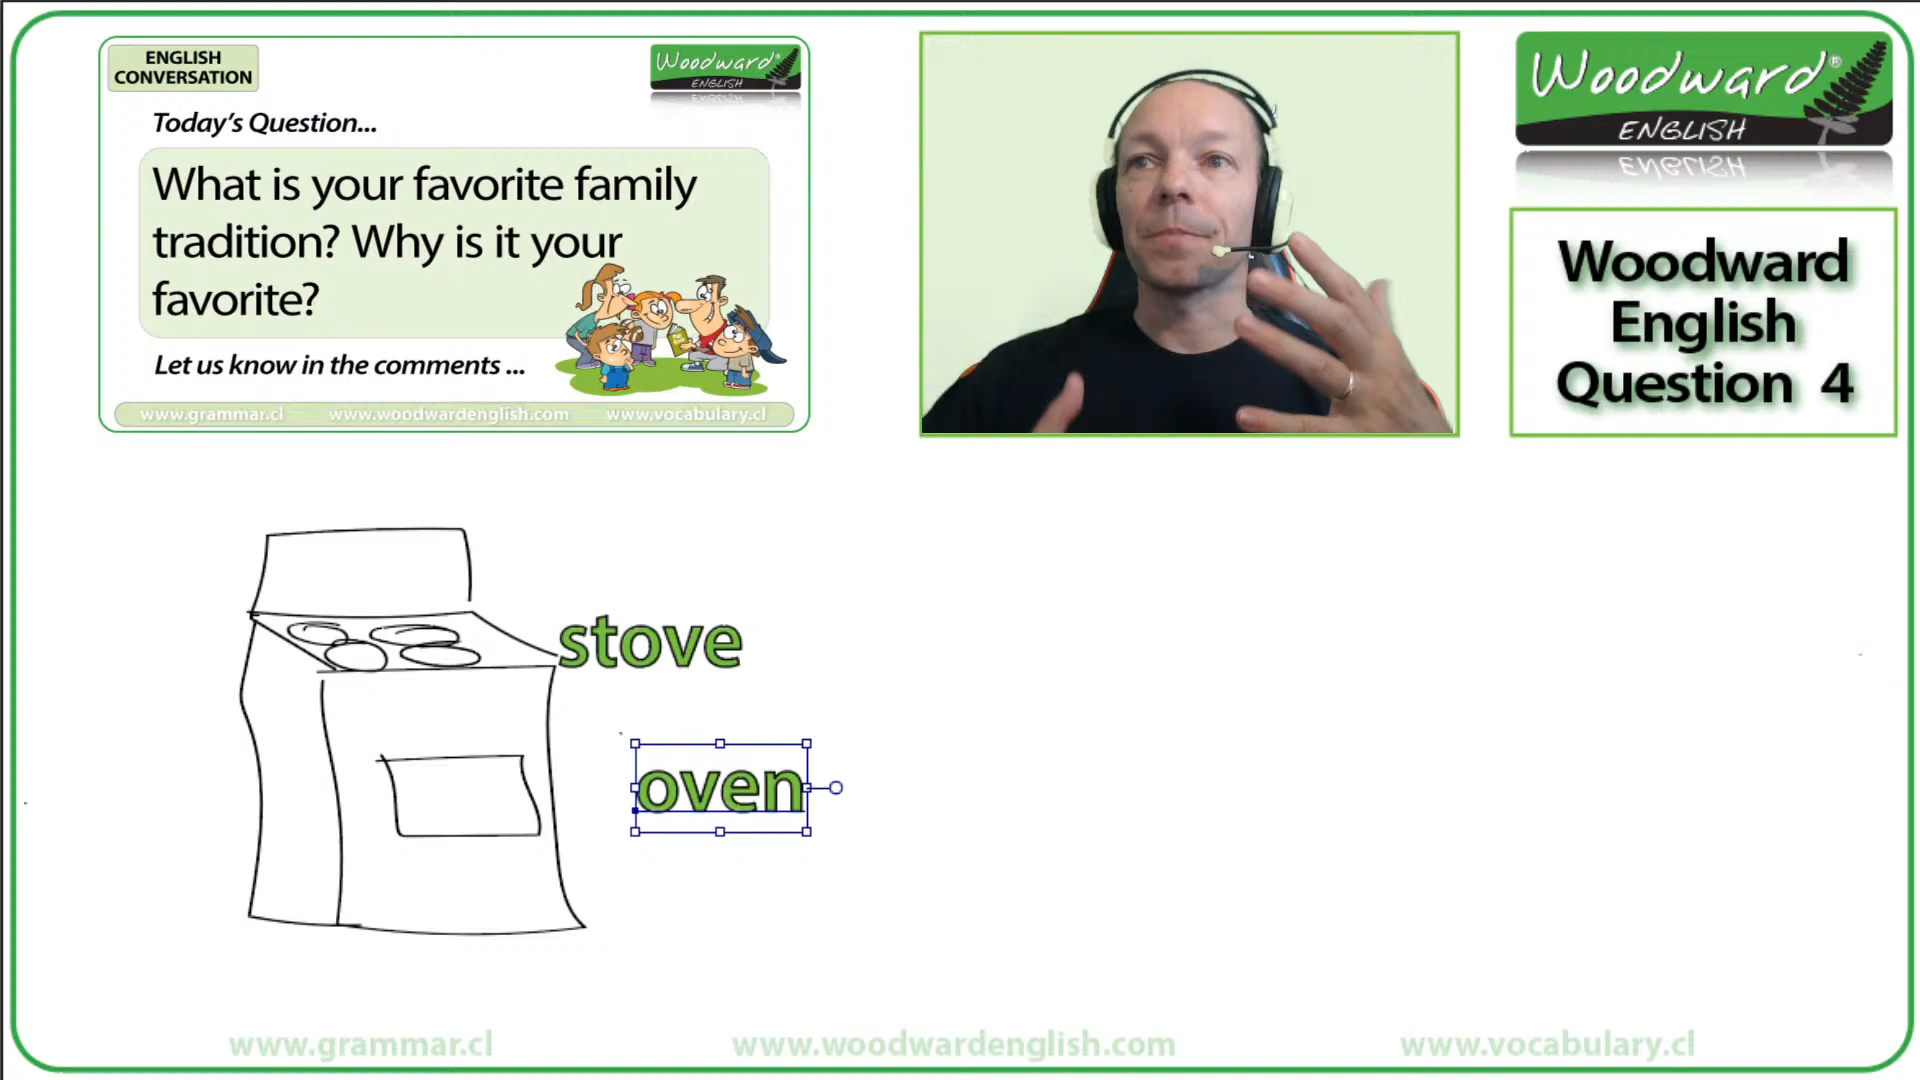 ENGLISH
CONVERSATION
Woodward
ENGLISH
Today's Question...
What is your favorite family
tradition? Why is it your
favorite?
Let us know in the comments ...
www.grammar.cl www.woodwardenglish.com www.vocabulary.cl
Woodward®
ENGLISH
Woodward
English
Question 4
stove
oven
www.grammar.cl www.woodwardenglish.com www.vocabulary.cl